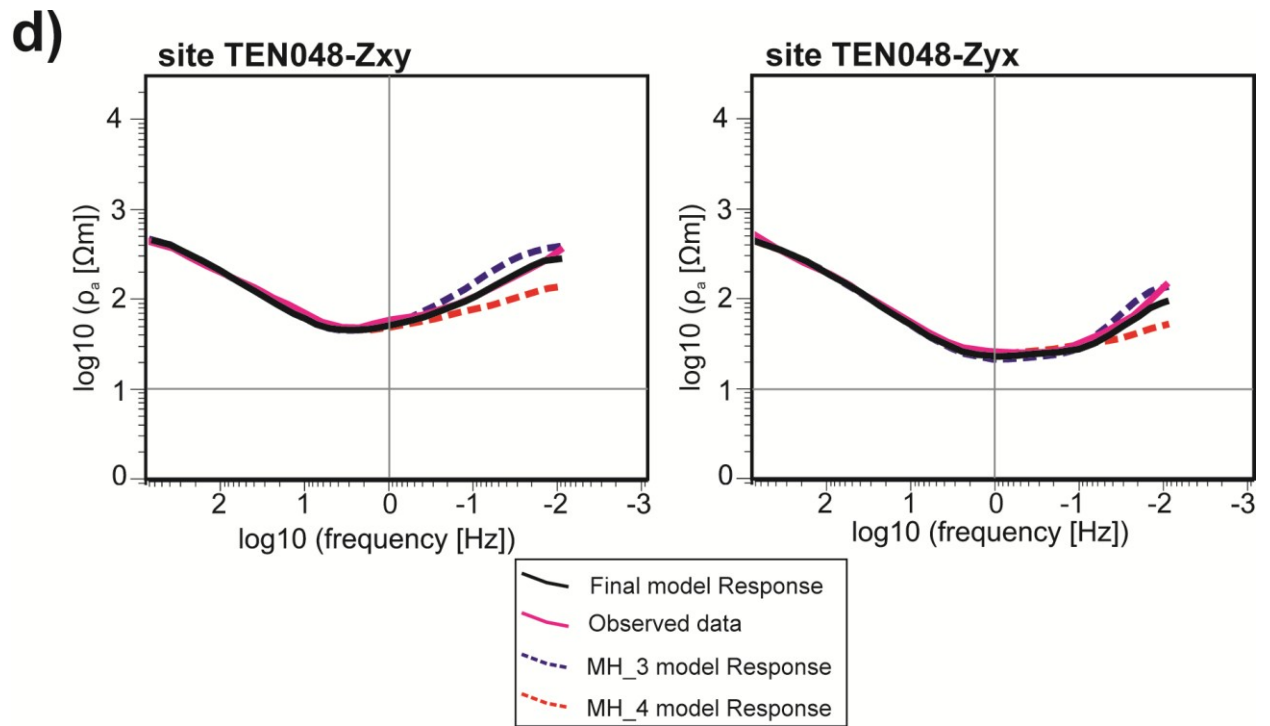 d)
site TEN048-Zxy
site TEN048-Zyx
log10 (ρa [Ωm])
4
3
2
1
0
2 1 0 -1 -2 -3
log10 (frequency [Hz])
log10 (ρa [Ωm])
4
3
2
1
0
2 1 0 -1 -2 -3
log10 (frequency [Hz])
Final model Response
Observed data
MH_3 model Response
MH_4 model Response